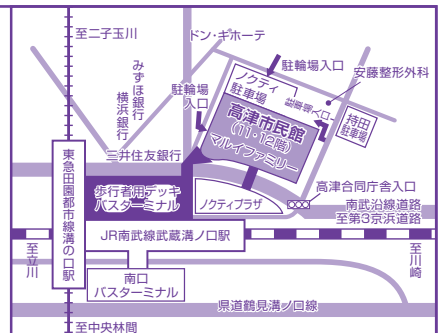 至二子玉川
ドン・キホーテ
みずほ銀行
横浜銀行
駐輪場
入口
駐輪場入口
安藤整形外科
ノクティ
駐車場
駐車場入口
持田
駐車場
高津市民館
(11・12階)
マルイファミリー
三井住友銀行
東急田園都市線溝の口駅
歩行者用デッキ
バスターミナル
ノクティプラザ
高津合同庁舎入口
南武沿線道路
至第3京浜道路
至立川
JR南武線武蔵溝ノ口駅
至川崎
南口
バスターミナル
県道鶴見溝ノ口線
至中央林間